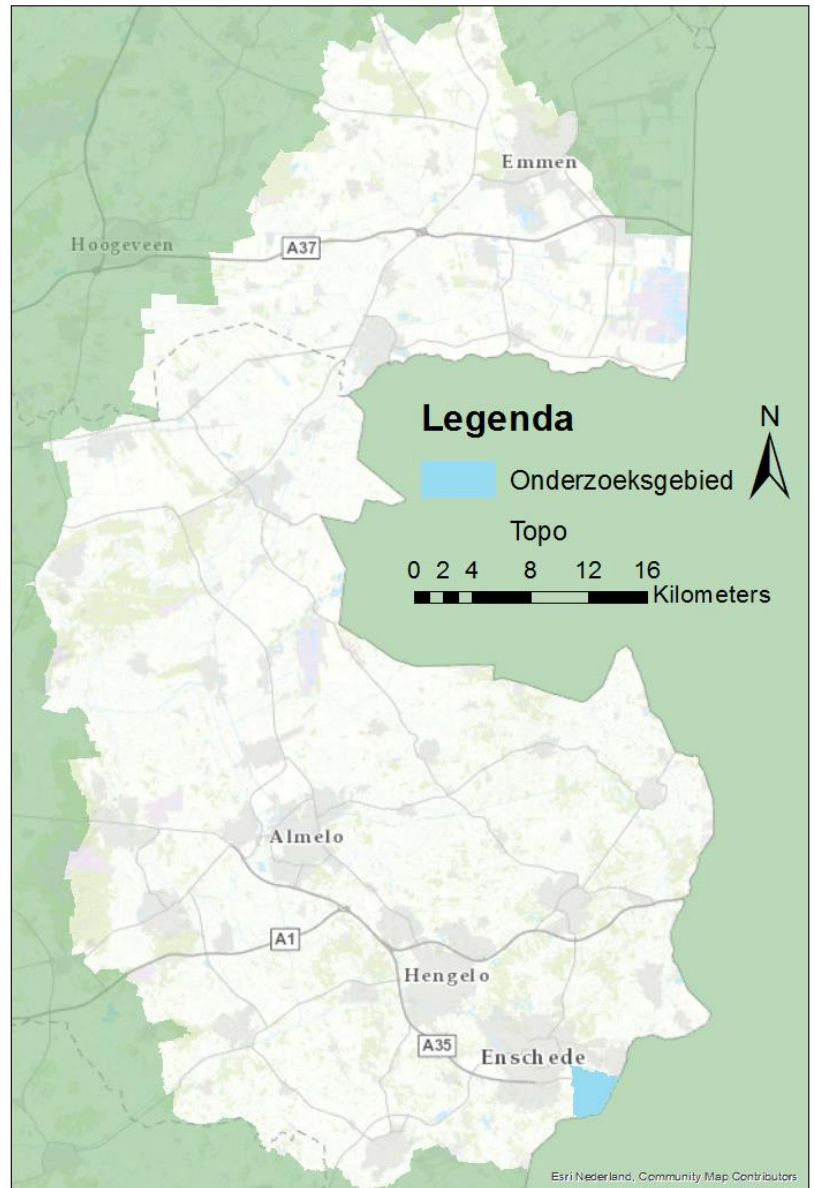 Emmen
Hoogeveen
A37
Legenda
N
Onderzoeksgebied
Topo
0 2 4 8 12 16
Kilometers
Almelo
A1
Hengelo
A35
Enschede
Esri Nederland, Community Map Contributors